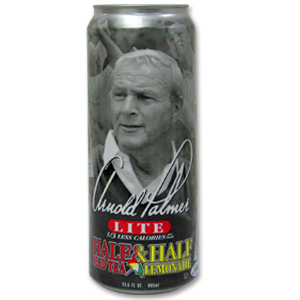 Arnold Palmer
LITE
1/3 LESS CALORIES
HALF & HALF
ICED TEA LEMONADE